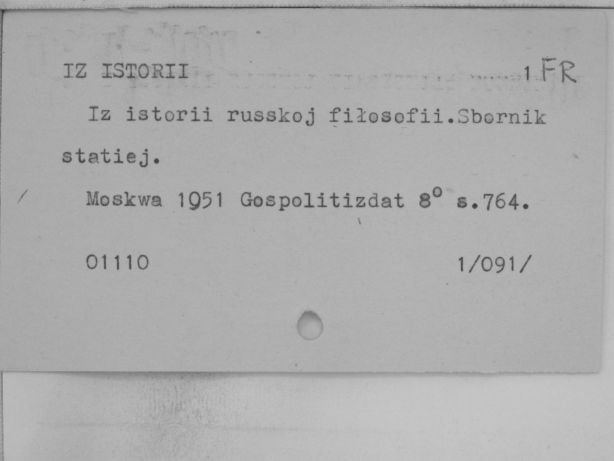 IZ ISTORII 1 FR
Iz istorii russkoj fiłosofii.Sbornik
statiej.
Moskwa 1951 Gospolitizdat 8° s.764.
01110 1/091/